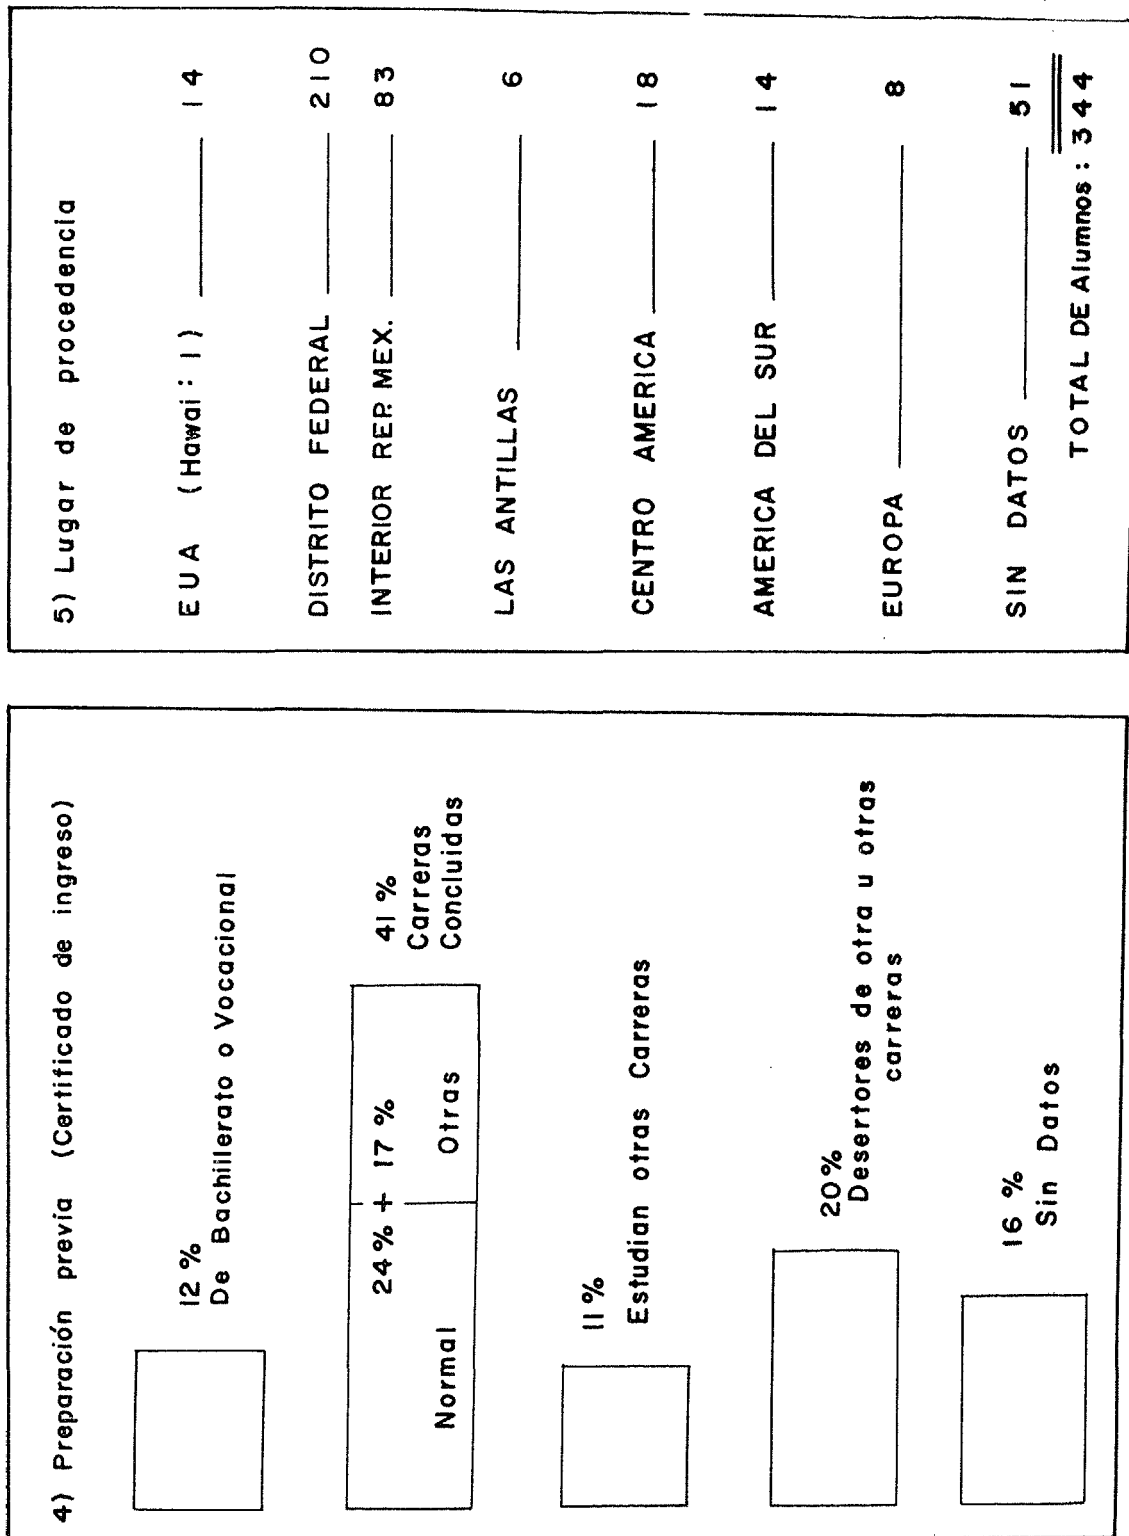 4) Preparación previa (Certificado de ingreso)
12 %
De Bachillerato o Vocacional
24% + 17 %
Normal Otras
41 %
Carreras
Concluidas
11 %
Estudian otras Carreras
20%
Desertores de otra u otras
carreras
16 %
Sin Datos
5) Lugar de procedencia
EUA (Hawai : 1) 14
DISTRITO FEDERAL 210
INTERIOR REP. MEX. 83
LAS ANTILLAS 6
CENTRO AMERICA 18
AMERICA DEL SUR 14
EUROPA 8
SIN DATOS 51
TOTAL DE Alumnos : 344